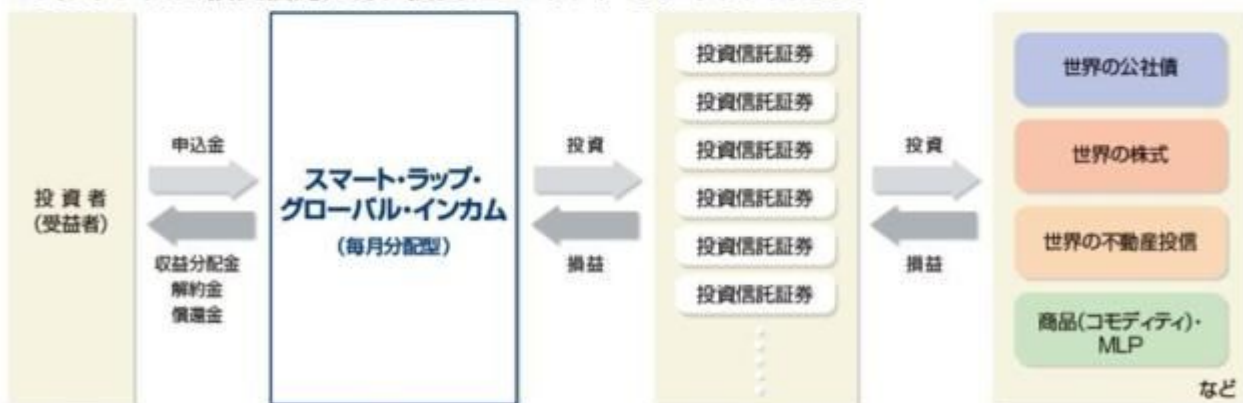 投資者
(受益者)
申込金
収益分配金
解約金
償還金
スマート・ラップ・
グローバル・インカム
(毎月分配型)
投資
損益
投資信託証券
投資信託証券
投資信託証券
投資信託証券
投資信託証券
投資信託証券
投資
損益
世界の公社債
世界の株式
世界の不動産投信
商品(コモディティ)・
MLP
など